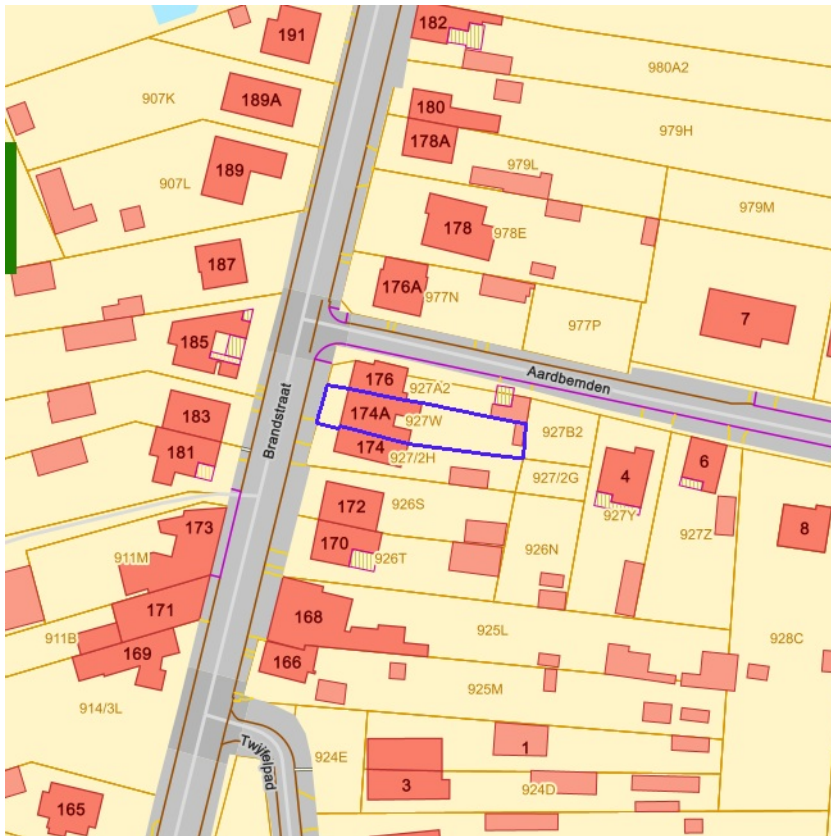 182
191
980A2
907K
189A
180
979H
178A
979L
189
907L
979M
178
978E
187
176A
977N
7
977P
185
Aardbemden
176
927A2
Brandstraat
183
174A
927W
927B2
181
174
927/2H
6
4
927/2G
172
926S
927Y
173
8
927Z
170
926T
926N
911M
171
168
925L
911B
928C
169
166
925M
914/3L
Twijfelpad
924E
1
3
924D
165